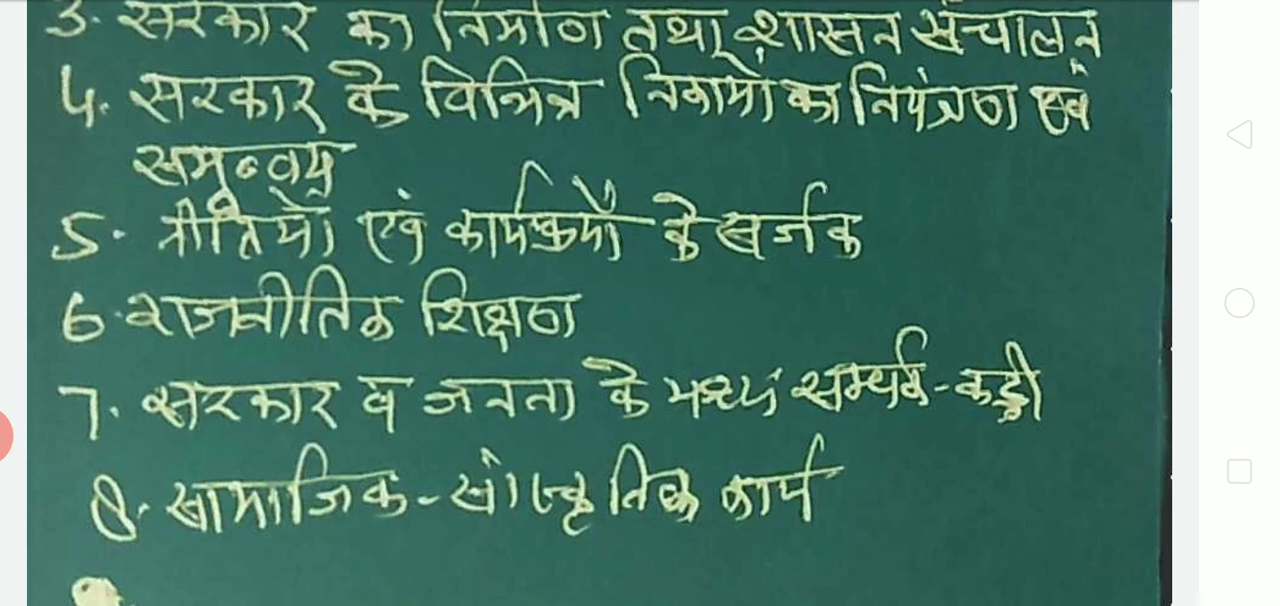 3. सरकार का निर्माण तथा शासन संचालन
4. सरकार के विभिन्न निकायों का नियंत्रण एवं
समन्वय
5. नीतियों एवं कार्यक्रमों के सर्जक
6. राजनीतिक शिक्षण
7. सरकार व जनता के मध्य सम्पर्क-कड़ी
8. सामाजिक-सांस्कृतिक कार्य